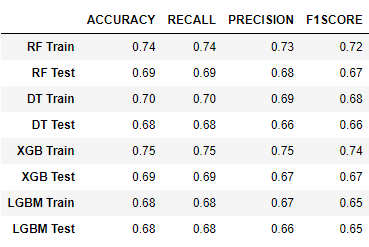 ACCURACY RECALL PRECISION F1SCORE
RF Train 0.74 0.74 0.73 0.72
RF Test 0.69 0.69 0.68 0.67
DT Train 0.70 0.70 0.69 0.68
DT Test 0.68 0.68 0.66 0.66
XGB Train 0.75 0.75 0.75 0.74
XGB Test 0.69 0.69 0.67 0.67
LGBM Train 0.68 0.68 0.67 0.65
LGBM Test 0.68 0.68 0.66 0.65